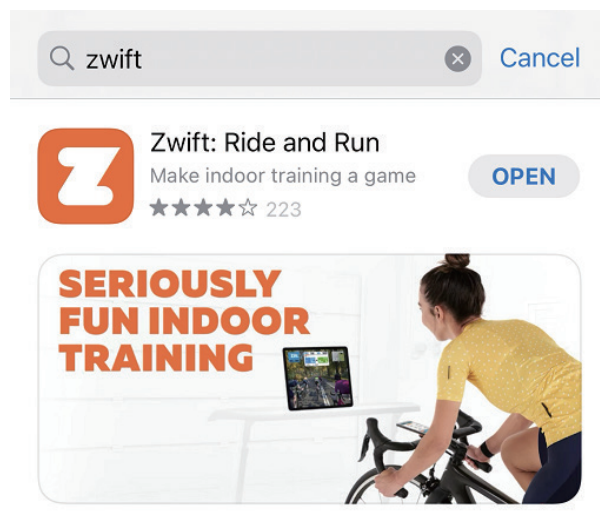 zwift
Cancel
Zwift: Ride and Run
Make indoor training a game
OPEN
223
SERIOUSLY
FUN INDOOR
TRAINING